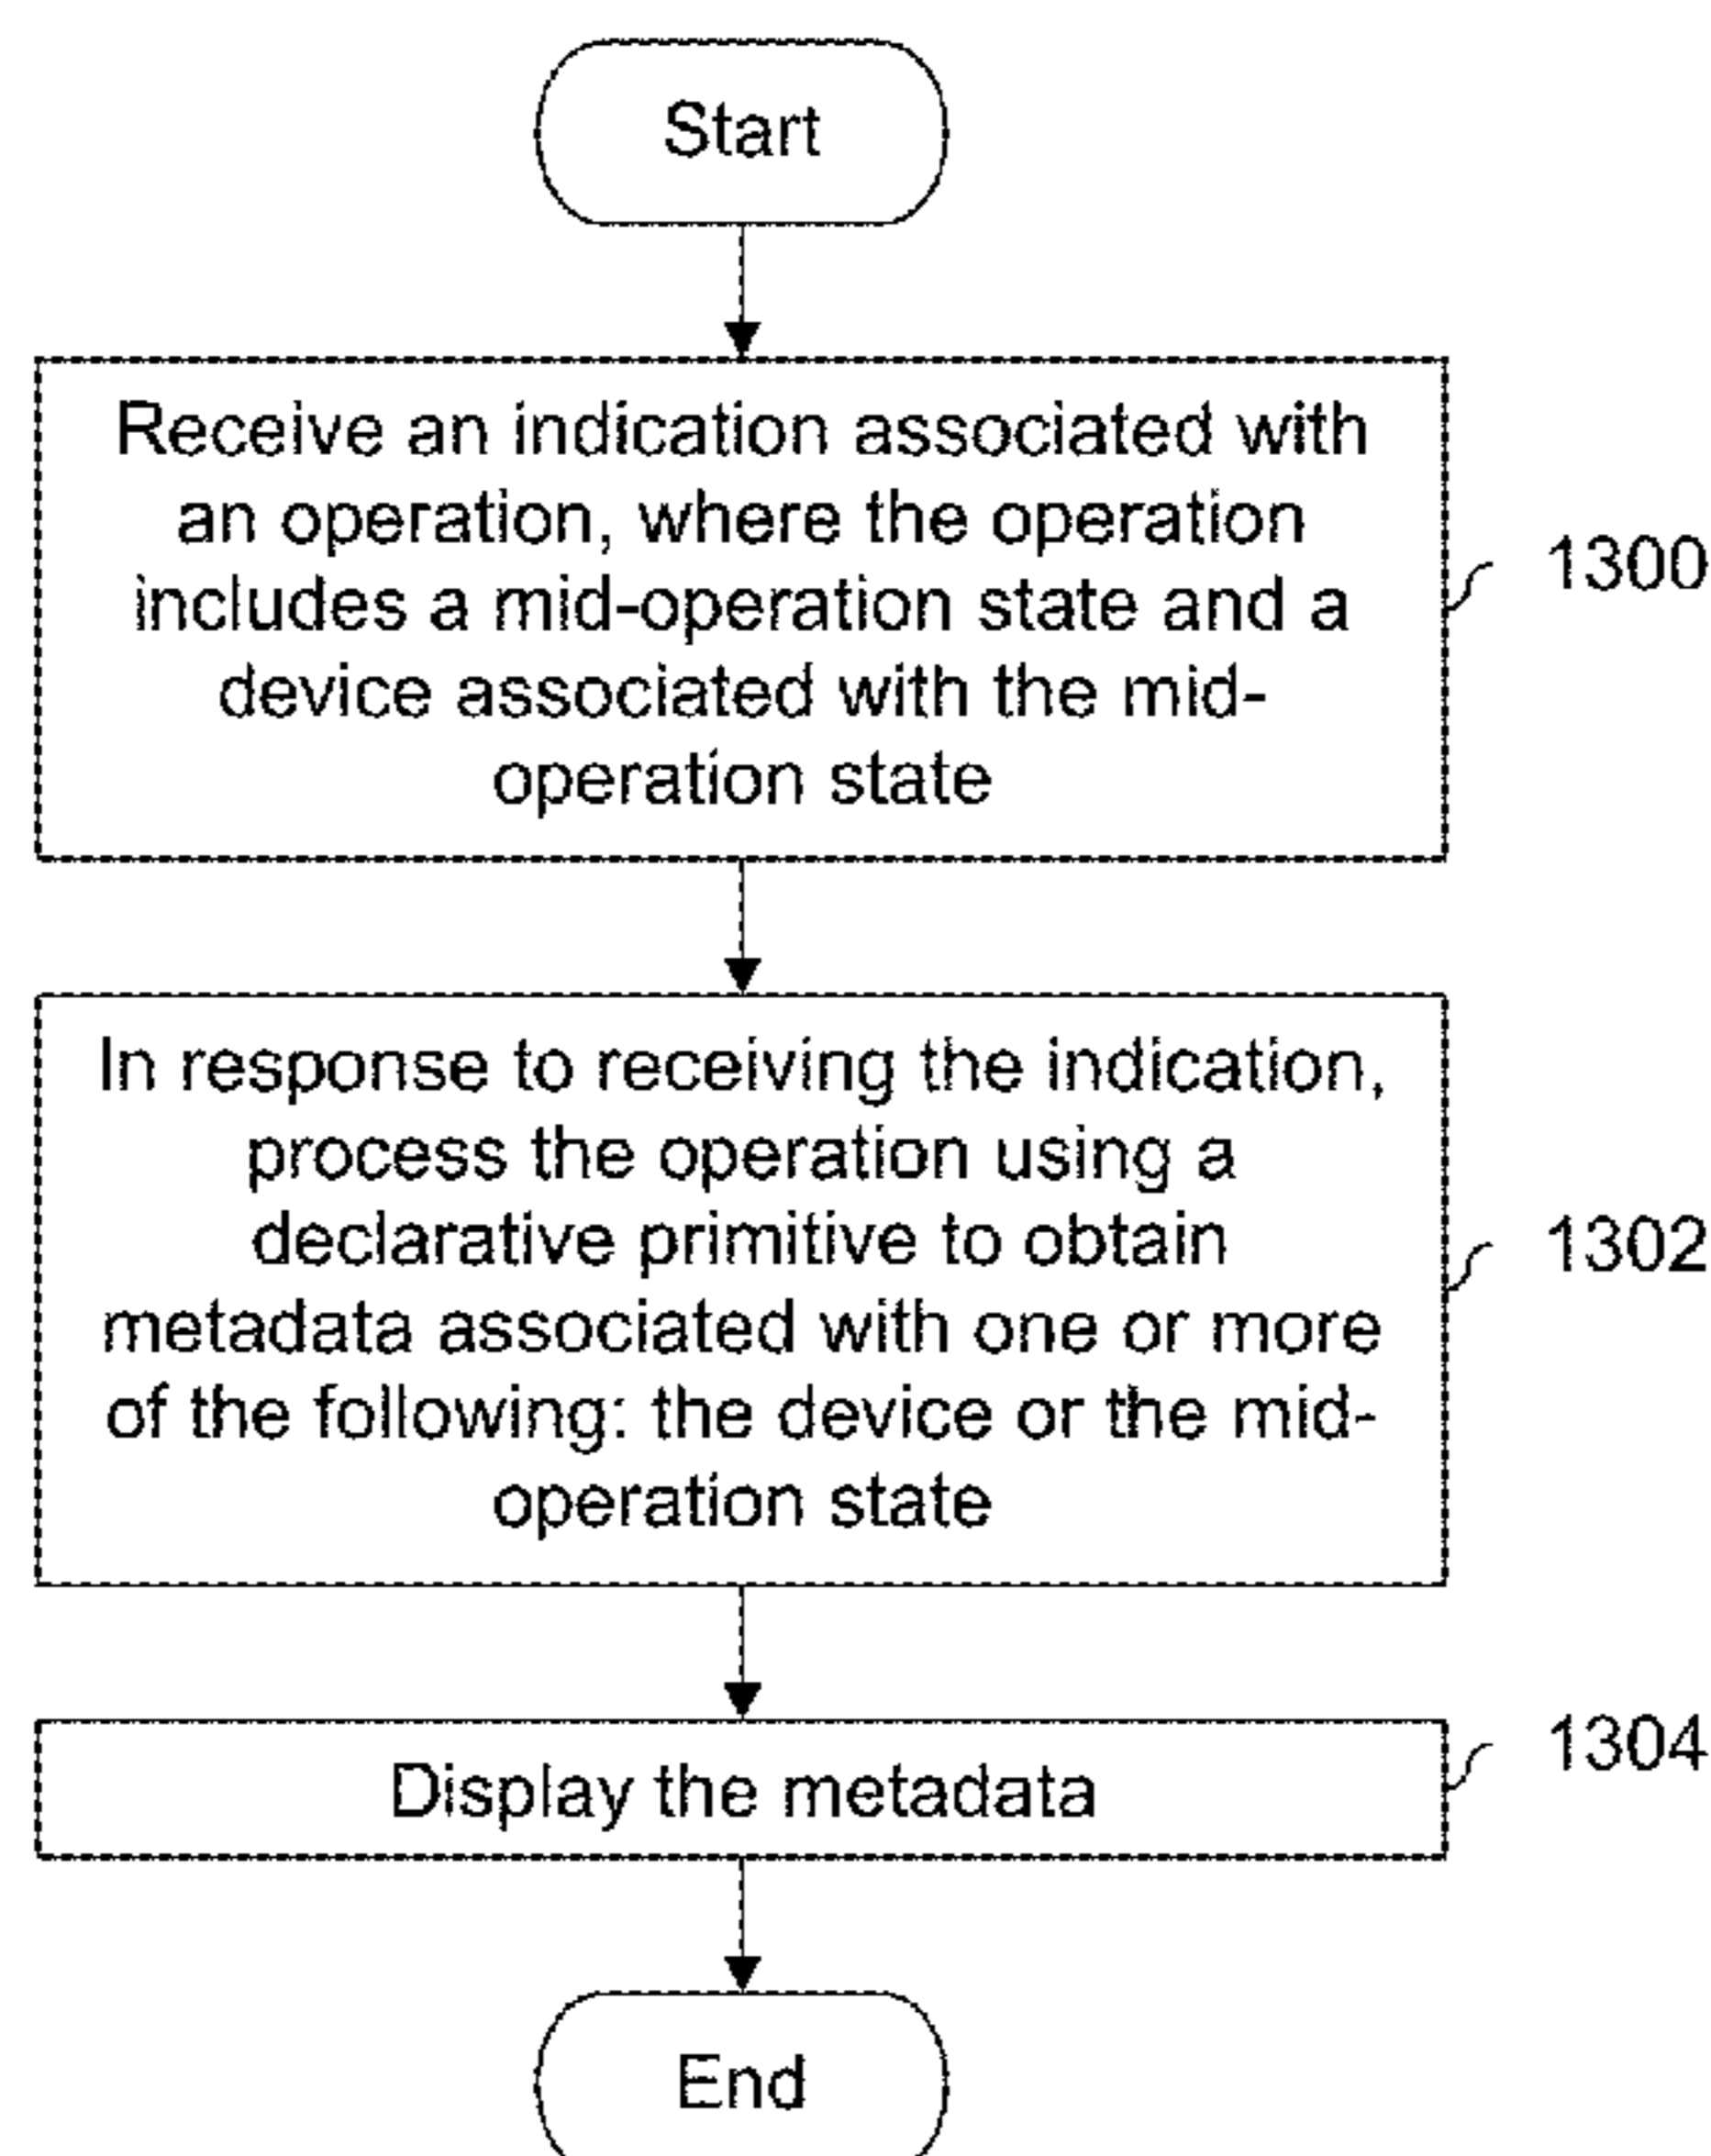 Start
Receive an indication associated with
an operation, where the operation
includes a mid-operation state and a
device associated with the mid-
operation state
1300
In response to receiving the indication,
process the operation using a
declarative primitive to obtain
metadata associated with one or more
of the following: the device or the mid-
operation state
1302
Display the metadata
1304
End